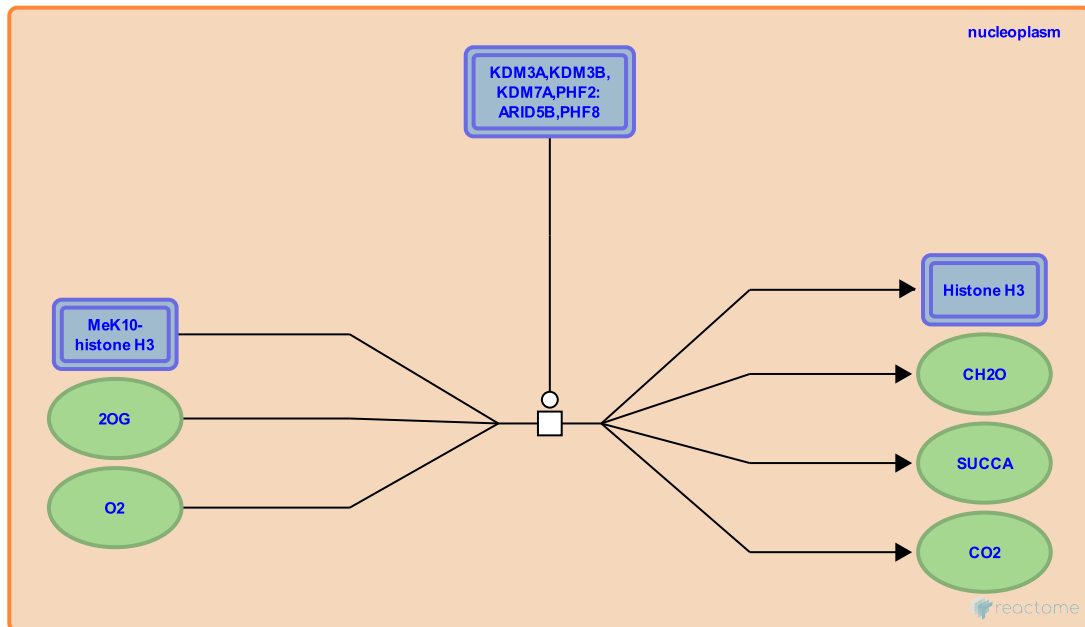 nucleoplasm
KDM3A,KDM3B,
KDM7A,PHF2:
ARID5B,PHF8
MeK10-
histone H3
2OG
O2
Histone H3
CH2O
SUCCA
CO2
reactome